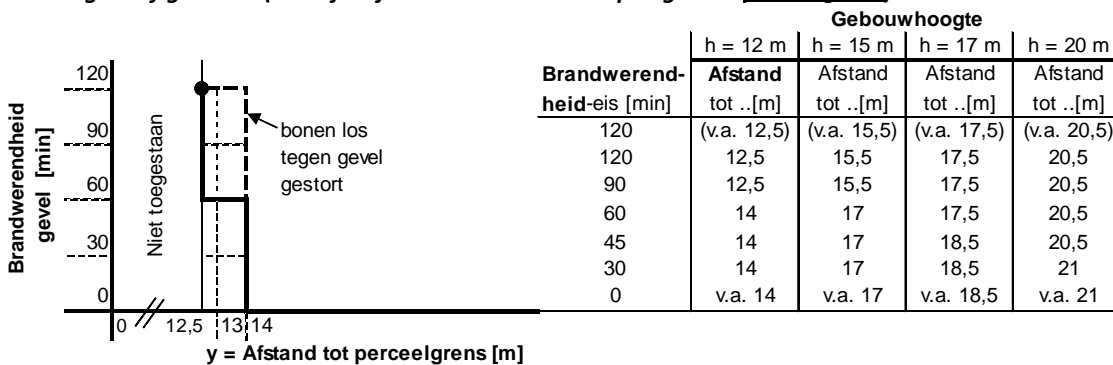 Gebouwhoogte
h = 12 m h = 15 m h = 17 m h = 20 m
Brandwerend- Afstand Afstand Afstand Afstand
heid-eis [min] tot ..[m] tot ..[m] tot ..[m] tot ..[m]
120 (v.a. 12,5) (v.a. 15,5) (v.a. 17,5) (v.a. 20,5)
120 12,5 15,5 17,5 20,5
90 12,5 15,5 17,5 20,5
60 14 17 17,5 20,5
45 14 17 18,5 20,5
30 14 17 18,5 21
0 v.a. 14 v.a. 17 v.a. 18,5 v.a. 21
Brandwerendheid
gevel [min]
120
90
60
30
0
Niet toegestaan
bonen los
tegen gevel
gestort
0 12,5 13 14
y = Afstand tot perceelgrens [m]